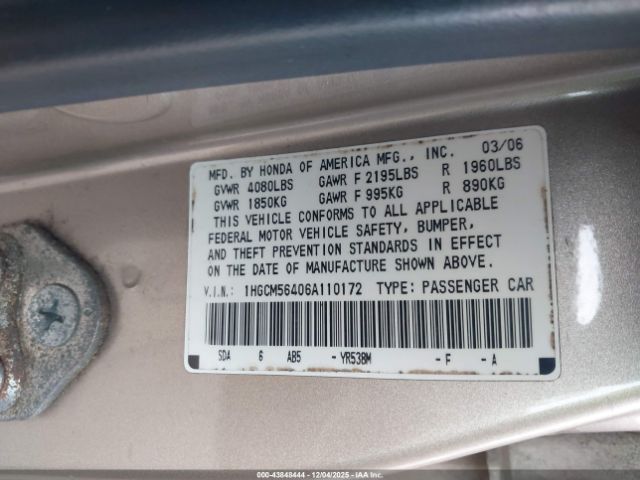 MFD. BY HONDA OF AMERICA MFG., INC. 03/06
GVWR 4080LBS GAWR F 2195LBS R 1960LBS
GVWR 1850KG GAWR F 995KG R 890KG
THIS VEHICLE CONFORMS TO ALL APPLICABLE
FEDERAL MOTOR VEHICLE SAFETY, BUMPER,
AND THEFT PREVENTION STANDARDS IN EFFECT
ON THE DATE OF MANUFACTURE SHOWN ABOVE.
V.I.N.: 1HGCM56406A110172 TYPE: PASSENGER CAR
SDA 6 AB5 - YR538M - F - A
000-43848444 - 12/04/2025 - IAA Inc.